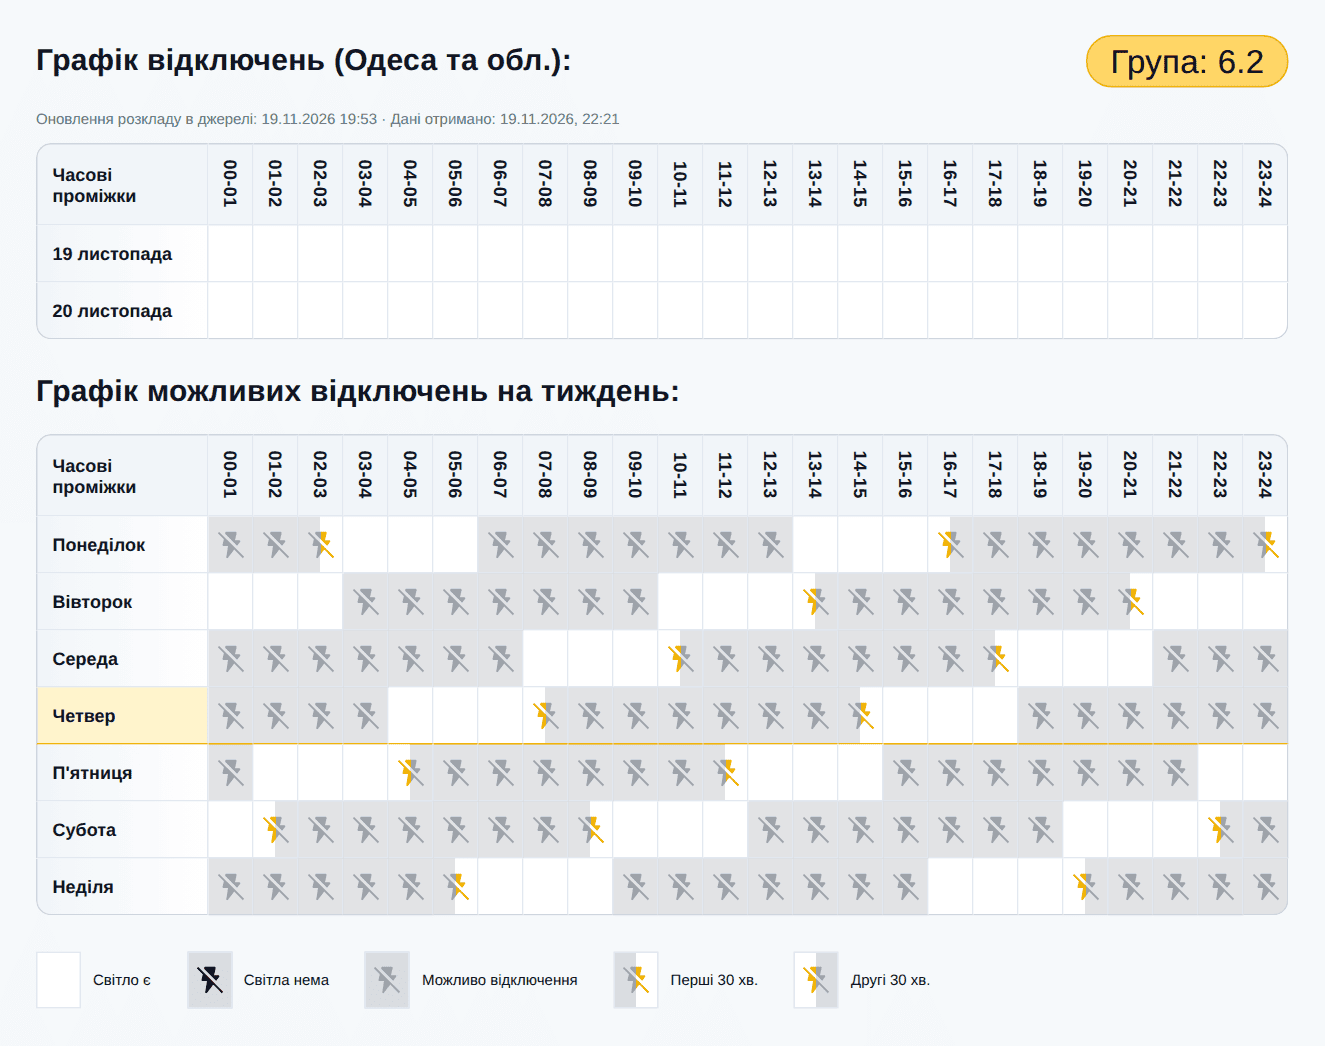 Графік відключень (Одеса та обл.):
Група: 6.2
Оновлення розкладу в джерелі: 19.11.2026 19:53 · Дані отримано: 19.11.2026, 22:21
Часові проміжки 00-01 01-02 02-03 03-04 04-05 05-06 06-07 07-08 08-09 09-10 10-11 11-12 12-13 13-14 14-15 15-16 16-17 17-18 18-19 19-20 20-21 21-22 22-23 23-24
19 листопада
20 листопада
Графік можливих відключень на тиждень:
Часові проміжки 00-01 01-02 02-03 03-04 04-05 05-06 06-07 07-08 08-09 09-10 10-11 11-12 12-13 13-14 14-15 15-16 16-17 17-18 18-19 19-20 20-21 21-22 22-23 23-24
Понеділок
Вівторок
Середа
Четвер
П'ятниця
Субота
Неділя
Світло є Світла нема Можливо відключення Перші 30 хв. Другі 30 хв.